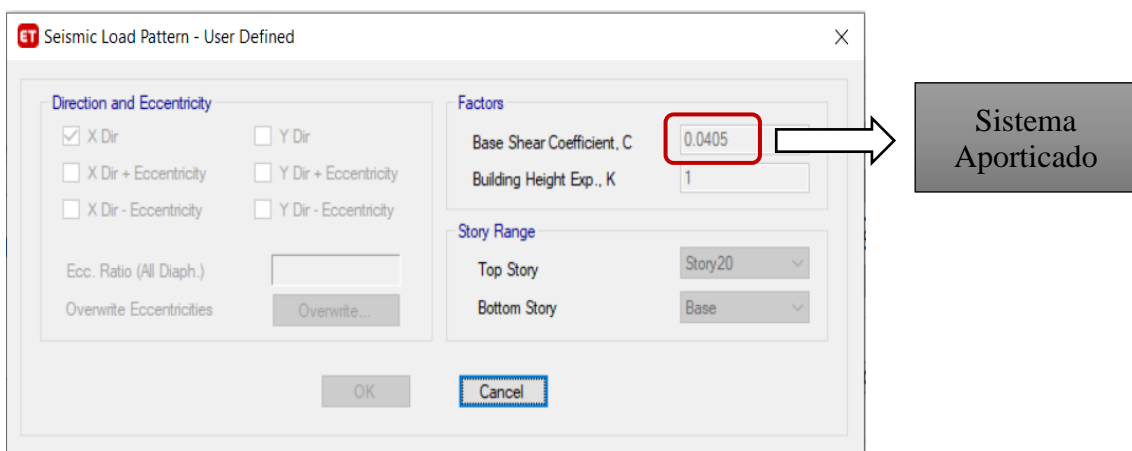 ET Seismic Load Pattern - User Defined
Direction and Eccentricity
X Dir
Y Dir
X Dir + Eccentricity
Y Dir + Eccentricity
X Dir - Eccentricity
Y Dir - Eccentricity
Ecc. Ratio (All Diaph.)
Overwrite Eccentricities
Overwrite...
Factors
Base Shear Coefficient, C
0.0405
Building Height Exp., K
1
Story Range
Top Story
Story20
Bottom Story
Base
OK
Cancel
Sistema
Aporticado